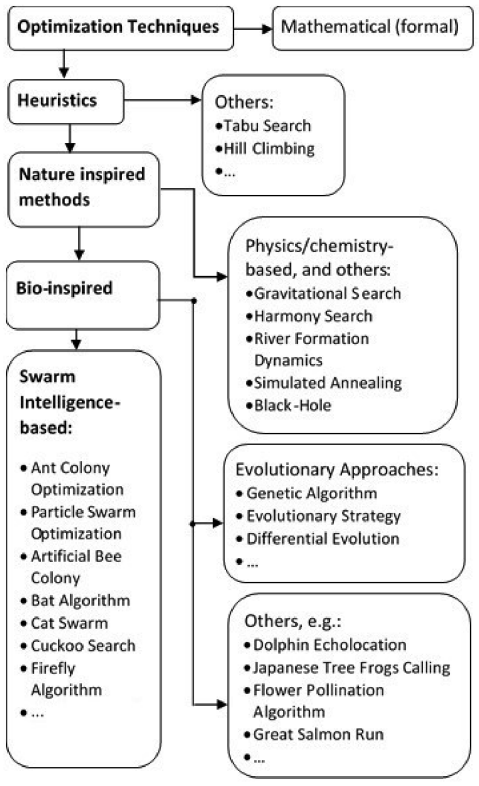 Optimization Techniques
Mathematical (formal)
Heuristics
Others:
•Tabu Search
•Hill Climbing
•...
Nature inspired
methods
Physics/chemistry-
based, and others:
•Gravitational Search
•Harmony Search
•River Formation
Dynamics
•Simulated Annealing
•Black-Hole
Bio-inspired
Swarm
Intelligence-
based:
• Ant Colony
Optimization
• Particle Swarm
Optimization
• Artificial Bee
Colony
• Bat Algorithm
• Cat Swarm
• Cuckoo Search
• Firefly
Algorithm
• ...
Evolutionary Approaches:
• Genetic Algorithm
• Evolutionary Strategy
• Differential Evolution
• ...
Others, e.g.:
•Dolphin Echolocation
•Japanese Tree Frogs Calling
•Flower Pollination
Algorithm
•Great Salmon Run
•...